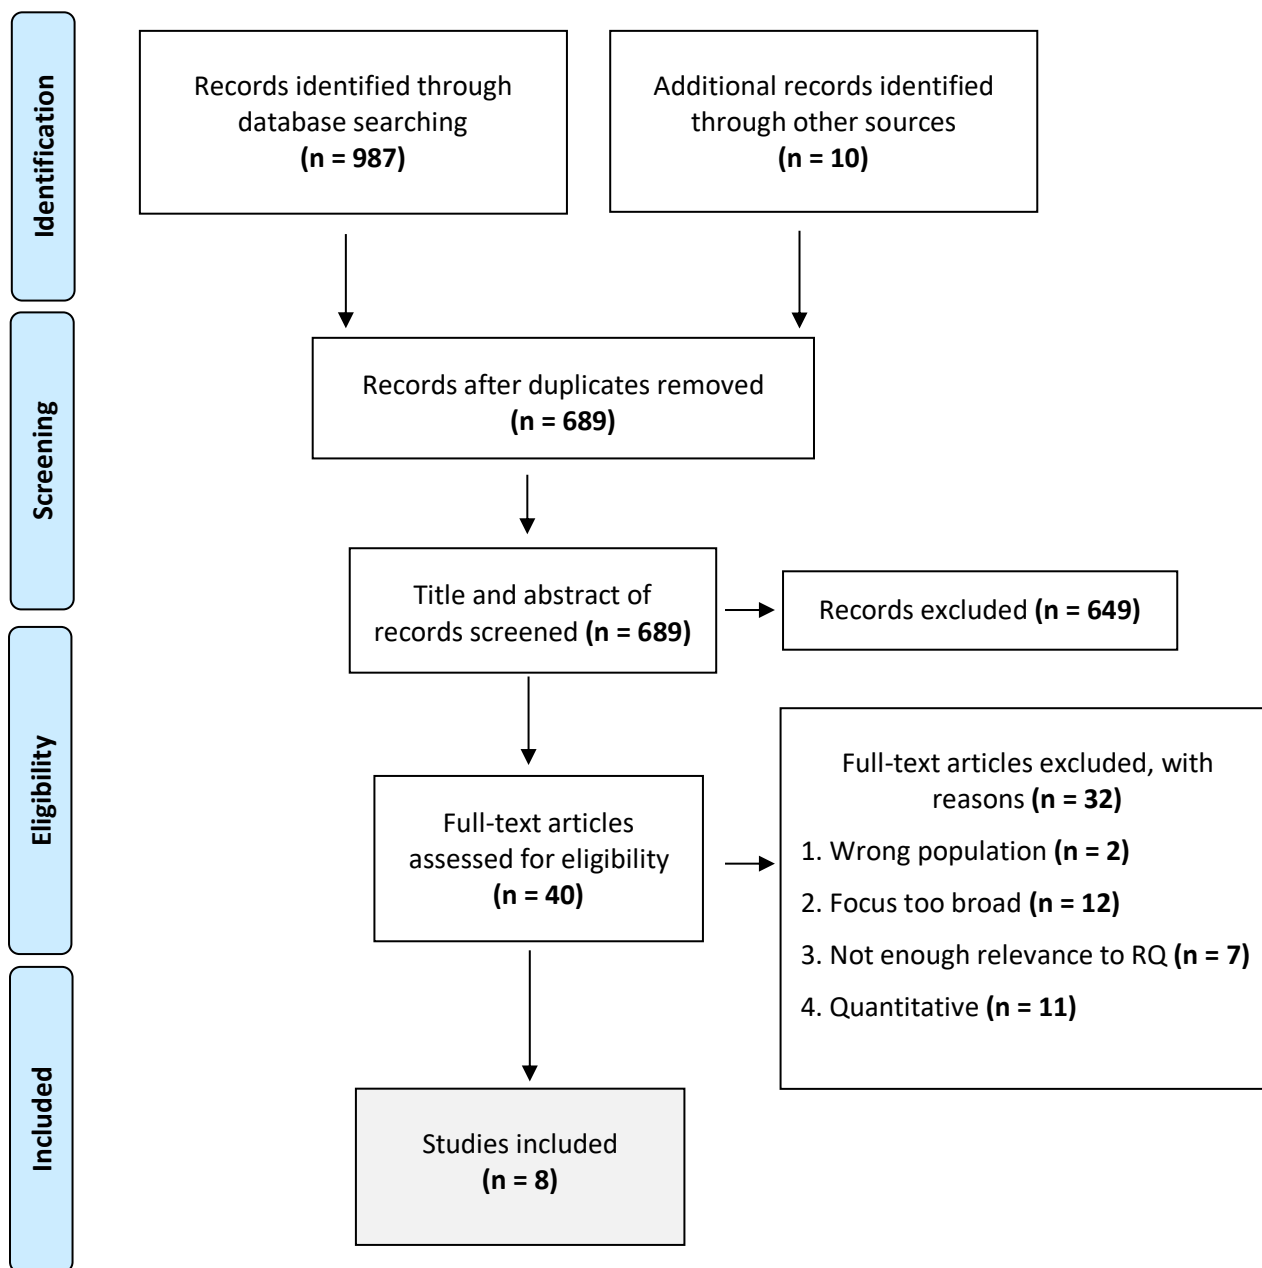 Identification
Records identified through
database searching
(n = 987)
Additional records identified
through other sources
(n = 10)
Screening
Records after duplicates removed
(n = 689)
Title and abstract of
records screened (n = 689)
Records excluded (n = 649)
Eligibility
Full-text articles
assessed for eligibility
(n = 40)
Full-text articles excluded, with
reasons (n = 32)
1. Wrong population (n = 2)
2. Focus too broad (n = 12)
3. Not enough relevance to RQ (n = 7)
4. Quantitative (n = 11)
Included
Studies included
(n = 8)